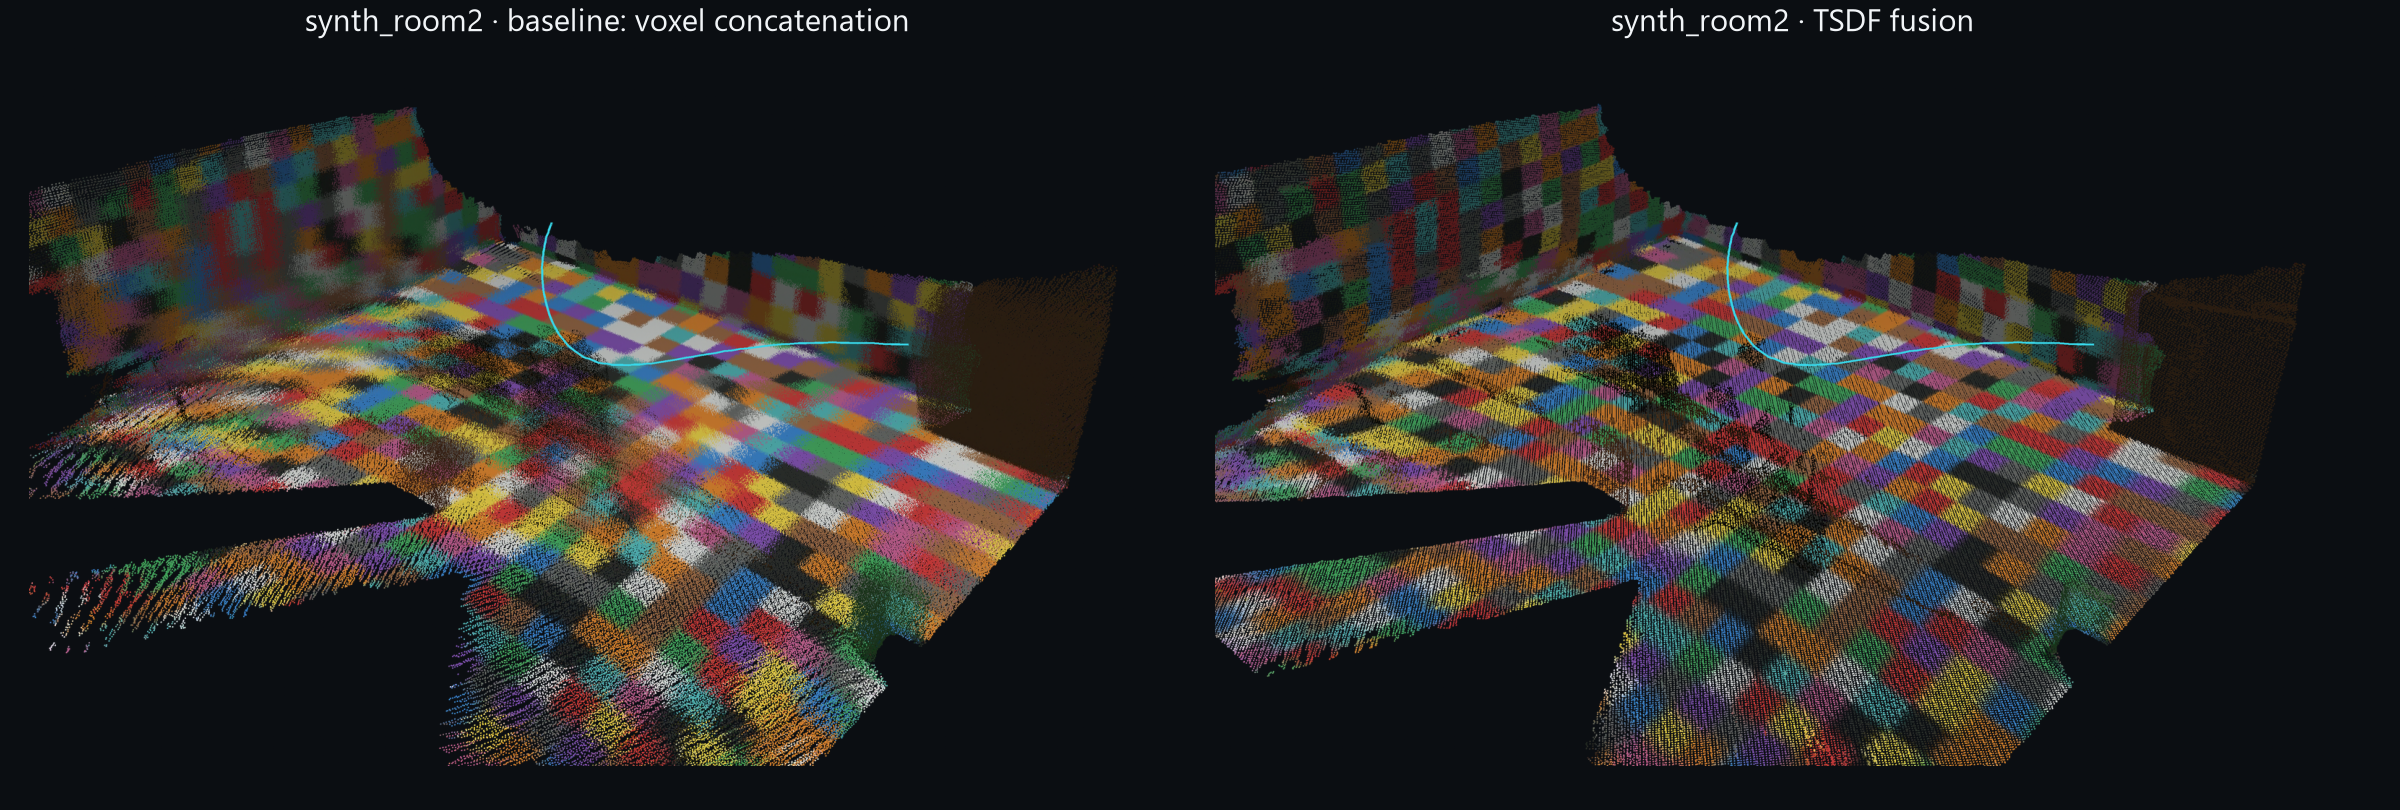 synth_room2 · baseline: voxel concatenation
synth_room2 · TSDF fusion